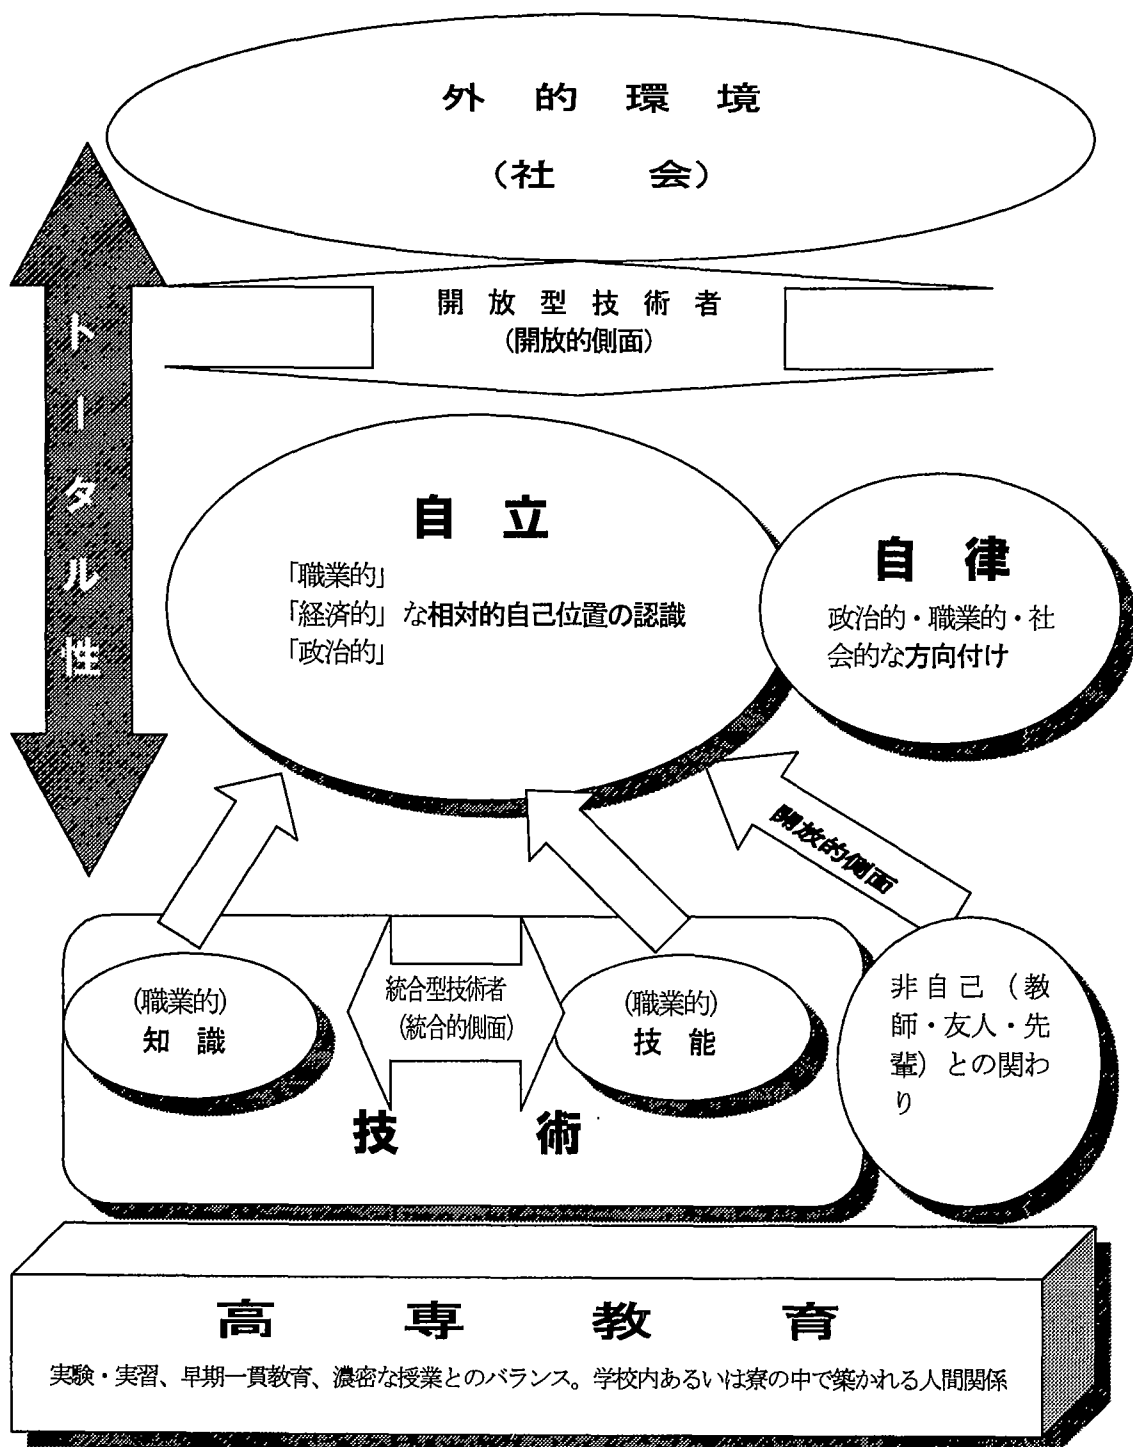 外的環境
(社　会)
開放型技術者
(開放的側面)
トータル性
自立
「職業的」
「経済的」な相対的自己位置の認識
「政治的」
自律
政治的・職業的・社
会的な方向付け
開放的側面
(職業的)
知識
統合型技術者
(統合的側面)
(職業的)
技能
非自己（教
師・友人・先
輩）との関わ
り
技術
高専教育
実験・実習、早期一貫教育、濃密な授業とのバランス。学校内あるいは寮の中で築かれる人間関係